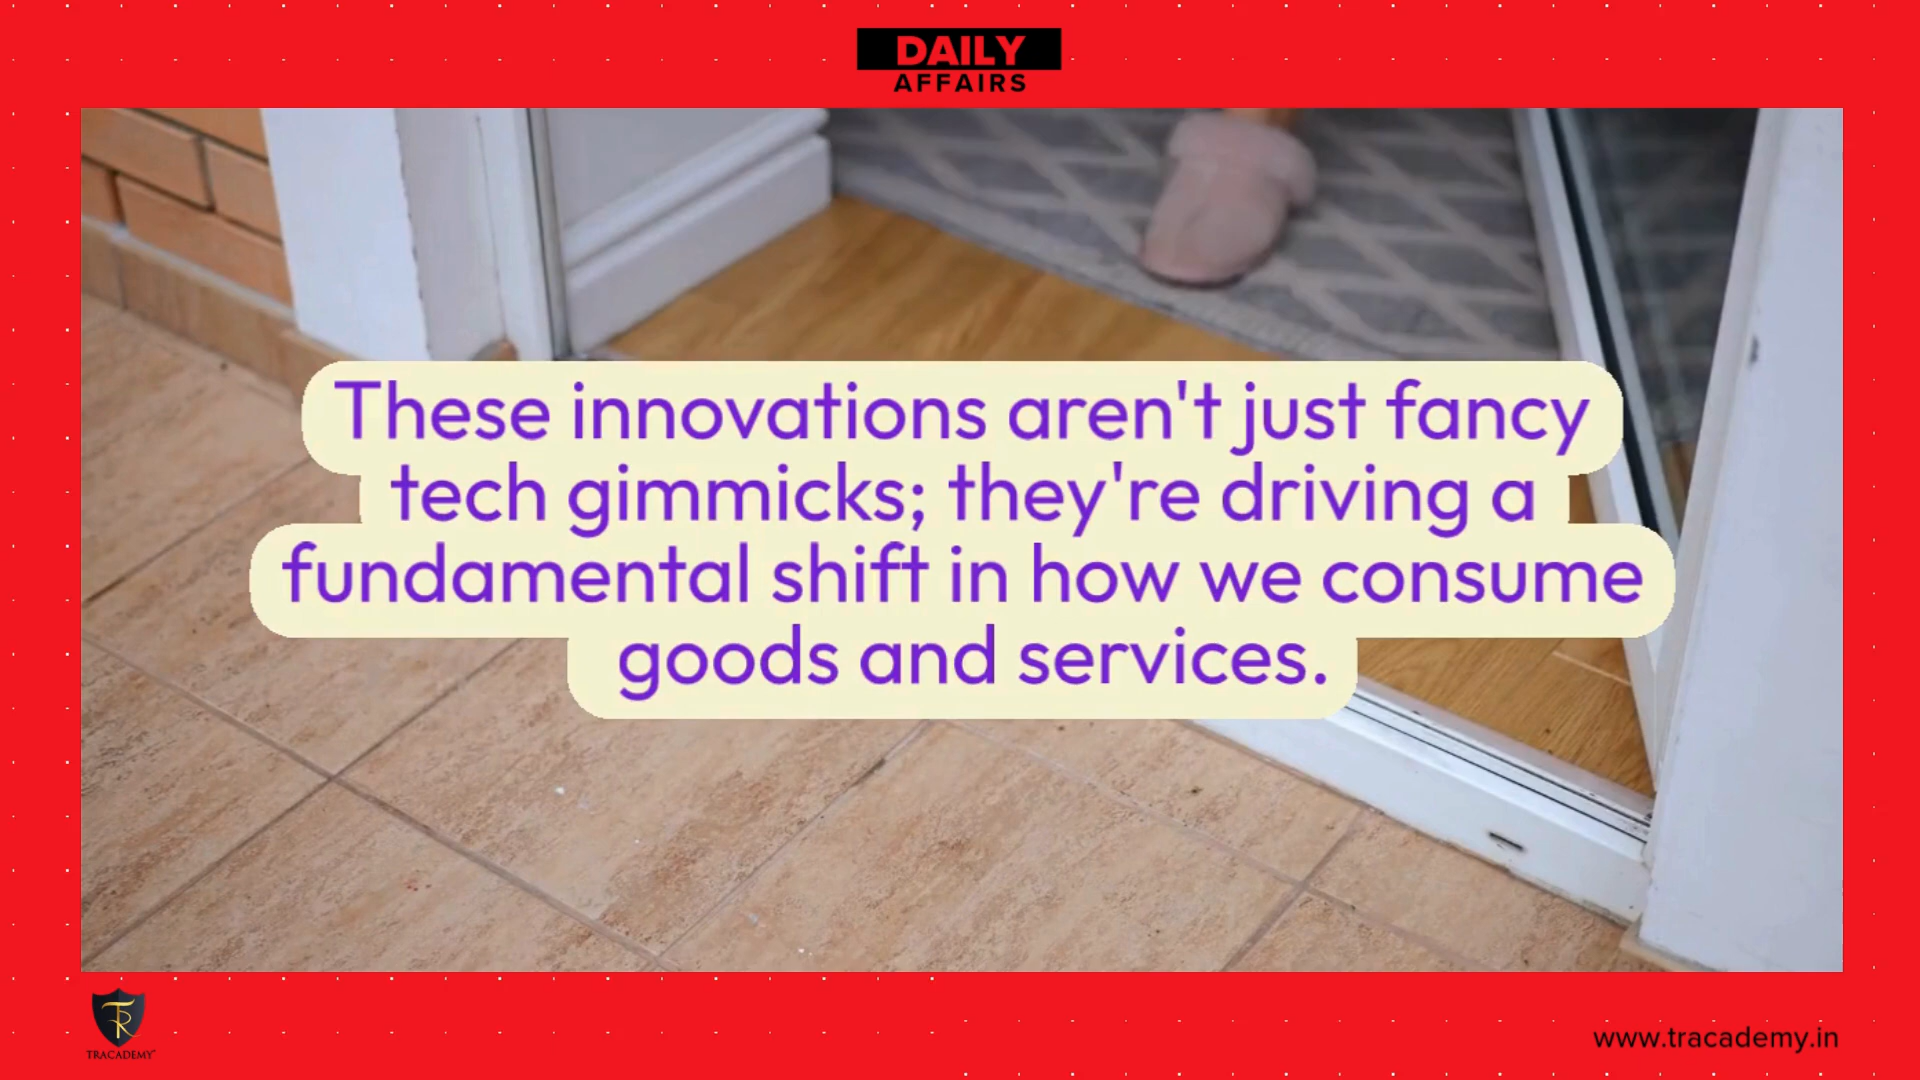 DAILY
AFFAIRS
These innovations aren't just fancy
tech gimmicks; they're driving a
fundamental shift in how we consume
goods and services.
TR
TRACADEMY
www.tracademy.in